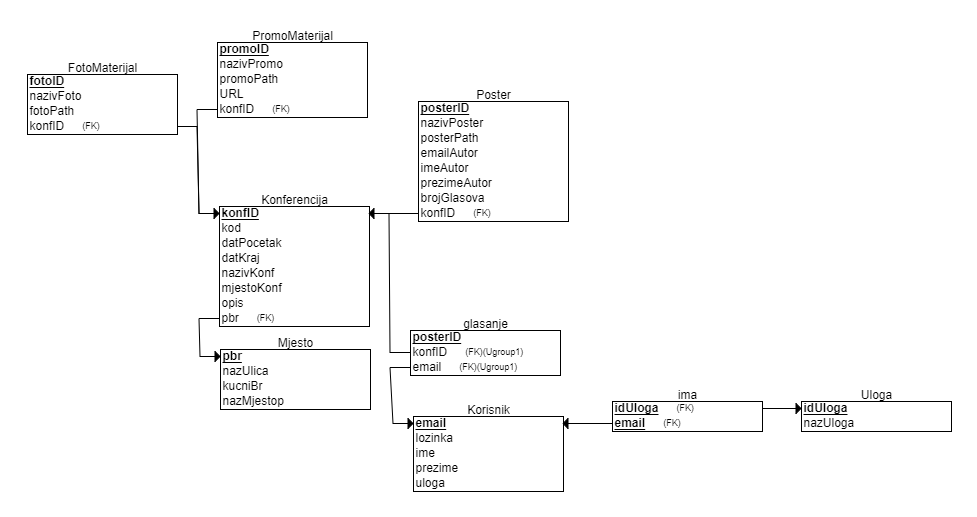 FotoMaterijal
fotoID
nazivFoto
fotoPath
konfID (FK)
PromoMaterijal
promoID
nazivPromo
promoPath
URL
konfID (FK)
Poster
posterID
nazivPoster
posterPath
emailAutor
imeAutor
prezimeAutor
brojGlasova
konfID (FK)
Konferencija
konfID
kod
datPocetak
datKraj
nazivKonf
mjestoKonf
opis
pbr (FK)
Mjesto
pbr
nazUlica
kucniBr
nazMjestop
glasanje
posterID
konfID (FK)(Ugroup1)
email (FK)(Ugroup1)
Korisnik
email
lozinka
ime
prezime
uloga
ima
idUloga (FK)
email (FK)
Uloga
idUloga
nazUloga